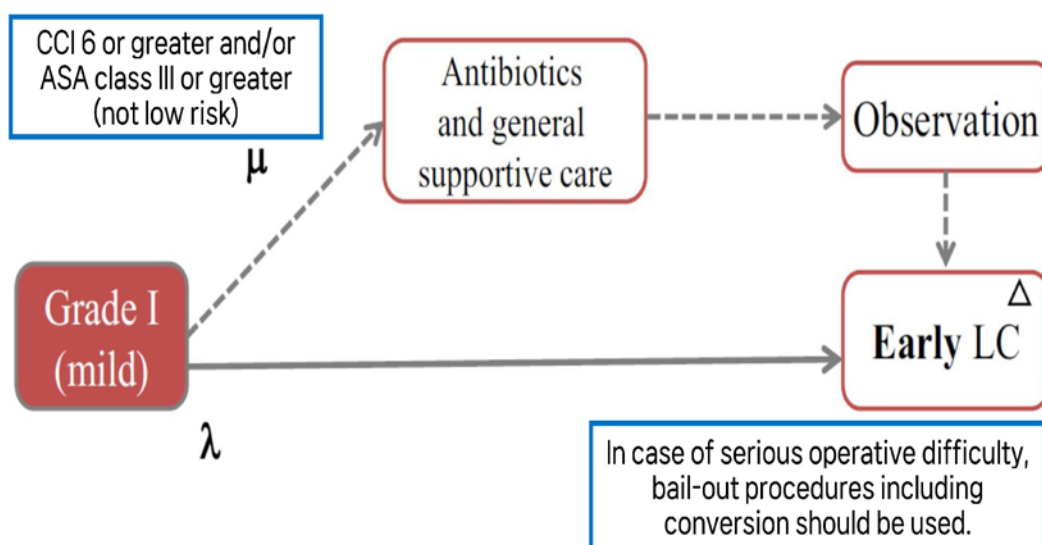 CCI 6 or greater and/or
ASA class III or greater
(not low risk)
μ
Antibiotics
and general
supportive care
Observation
Grade I
(mild)
λ
Δ
Early LC
In case of serious operative difficulty,
bail-out procedures including
conversion should be used.